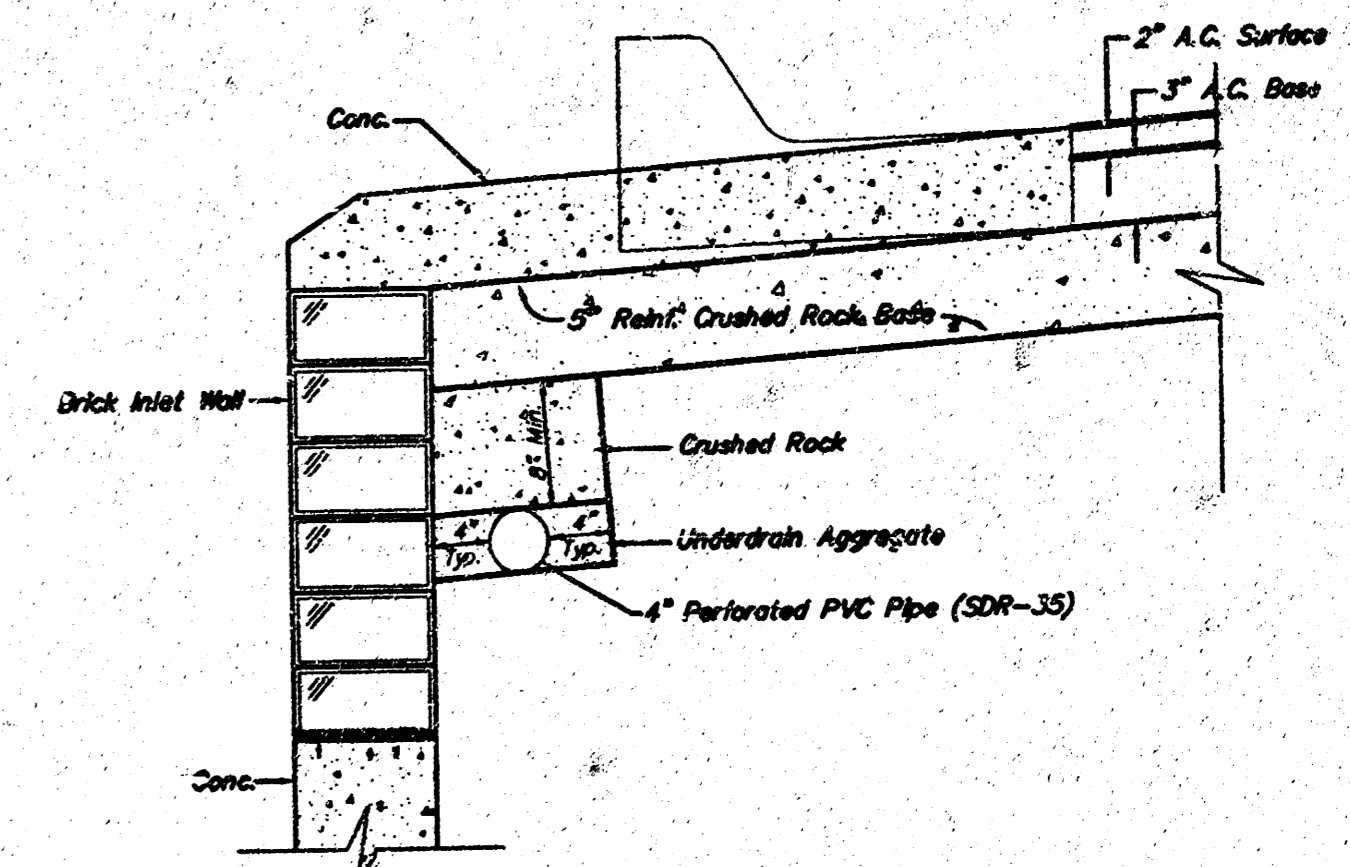 2" A.C. Surface
3" A.C. Base
Conc.
5" Reinf. Crushed Rock Base
Brick Inlet Wall
8" Min.
Crushed Rock
4" Typ.
4" Typ.
Underdrain Aggregate
4" Perforated PVC Pipe (SDR-35)
Conc.